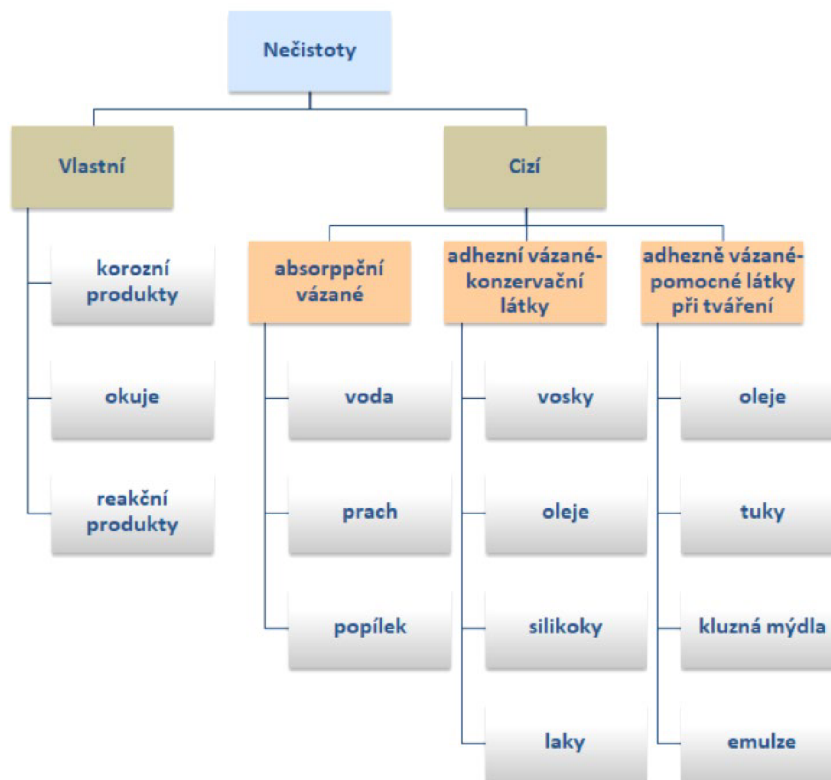 Nečistoty
Vlastní
Cizí
korozní
produkty
okuje
reakční
produkty
absorppční
vázané
voda
prach
popílek
adhezní vázané-
konzervační
látky
vosky
oleje
silikoky
laky
adhezně vázané-
pomocné látky
při tváření
oleje
tuky
kluzná mýdla
emulze